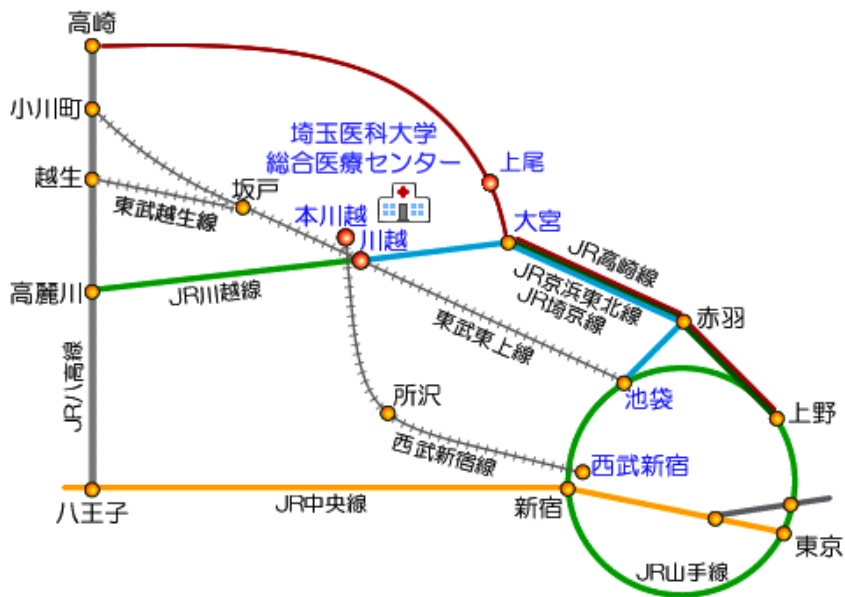 高崎
小川町
埼玉医科大学
総合医療センター
上尾
越生
坂戸
東武越生線
本川越
川越
大宮
JR高崎線
JR京浜東北線
JR埼京線
高麗川
JR川越線
東武東上線
赤羽
JR八高線
所沢
池袋
上野
西武新宿線
西武新宿
八王子
JR中央線
新宿
東京
JR山手線